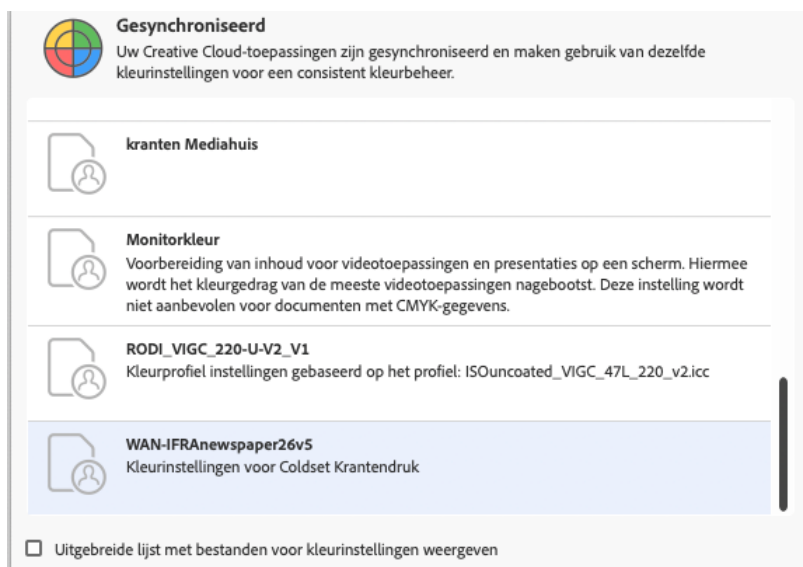 Gesynchroniseerd
Uw Creative Cloud-toepassingen zijn gesynchroniseerd en maken gebruik van dezelfde
kleurinstellingen voor een consistent kleurbeheer.
kranten Mediahuis
Monitorkleur
Voorbereiding van inhoud voor videotoepassingen en presentaties op een scherm. Hiermee
wordt het kleurgedrag van de meeste videotoepassingen nagebootst. Deze instelling wordt
niet aanbevolen voor documenten met CMYK-gegevens.
RODI_VIGC_220-U-V2_V1
Kleurprofiel instellingen gebaseerd op het profiel: ISOuncoated_VIGC_47L_220_v2.icc
WAN-IFRAnewspaper26v5
Kleurinstellingen voor Coldset Krantendruk
Uitgebreide lijst met bestanden voor kleurinstellingen weergeven